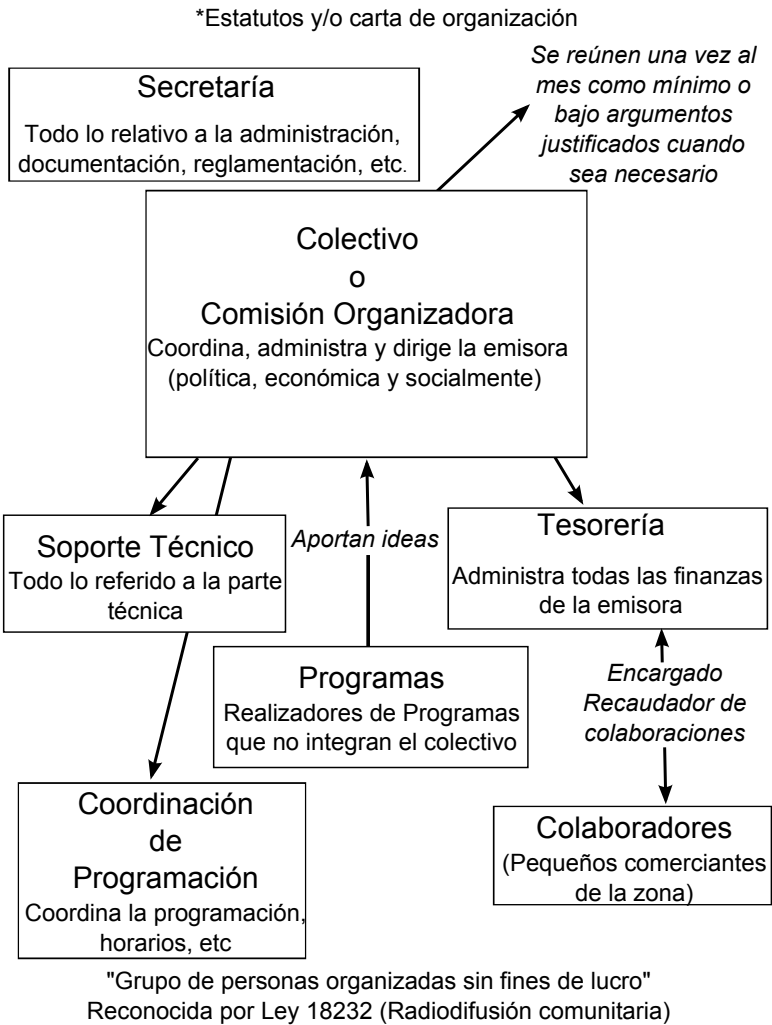 *Estatutos y/o carta de organización
Se reúnen una vez al
mes como mínimo o
bajo argumentos
justificados cuando
sea necesario
Secretaría
Todo lo relativo a la administración,
documentación, reglamentación, etc.
Colectivo
o
Comisión Organizadora
Coordina, administra y dirige la emisora
(política, económica y socialmente)
Soporte Técnico
Todo lo referido a la parte
técnica
Aportan ideas
Tesorería
Administra todas las finanzas
de la emisora
Programas
Realizadores de Programas
que no integran el colectivo
Encargado
Recaudador de
colaboraciones
Coordinación
de
Programación
Coordina la programación,
horarios, etc
Colaboradores
(Pequeños comerciantes
de la zona)
"Grupo de personas organizadas sin fines de lucro"
Reconocida por Ley 18232 (Radiodifusión comunitaria)